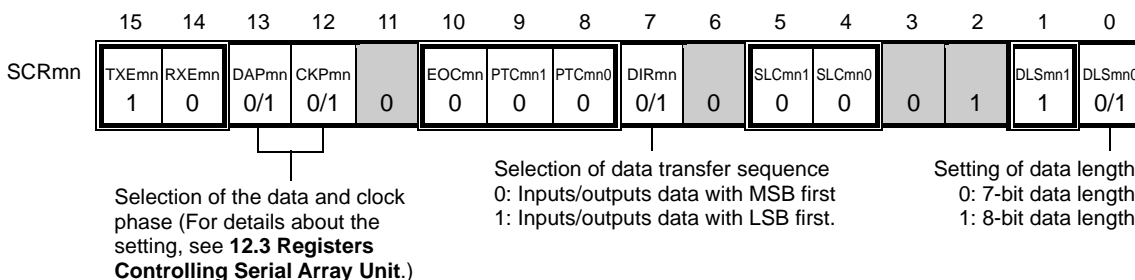 15 14 13 12 11 10 9 8 7 6 5 4 3 2 1 0
SCRmn
TXEmn RXEmn DAPmn CKPmn EOCmn PTCmn1 PTCmn0 DIRmn SLCmn1 SLCmn0 DLSmn1 DLSmn0
1 0 0/1 0/1 0 0 0 0 0/1 0 0 0 0 1 1 0/1
Selection of the data and clock
phase (For details about the
setting, see 12.3 Registers
Controlling Serial Array Unit.)
Selection of data transfer sequence
0: Inputs/outputs data with MSB first
1: Inputs/outputs data with LSB first.
Setting of data length
0: 7-bit data length
1: 8-bit data length